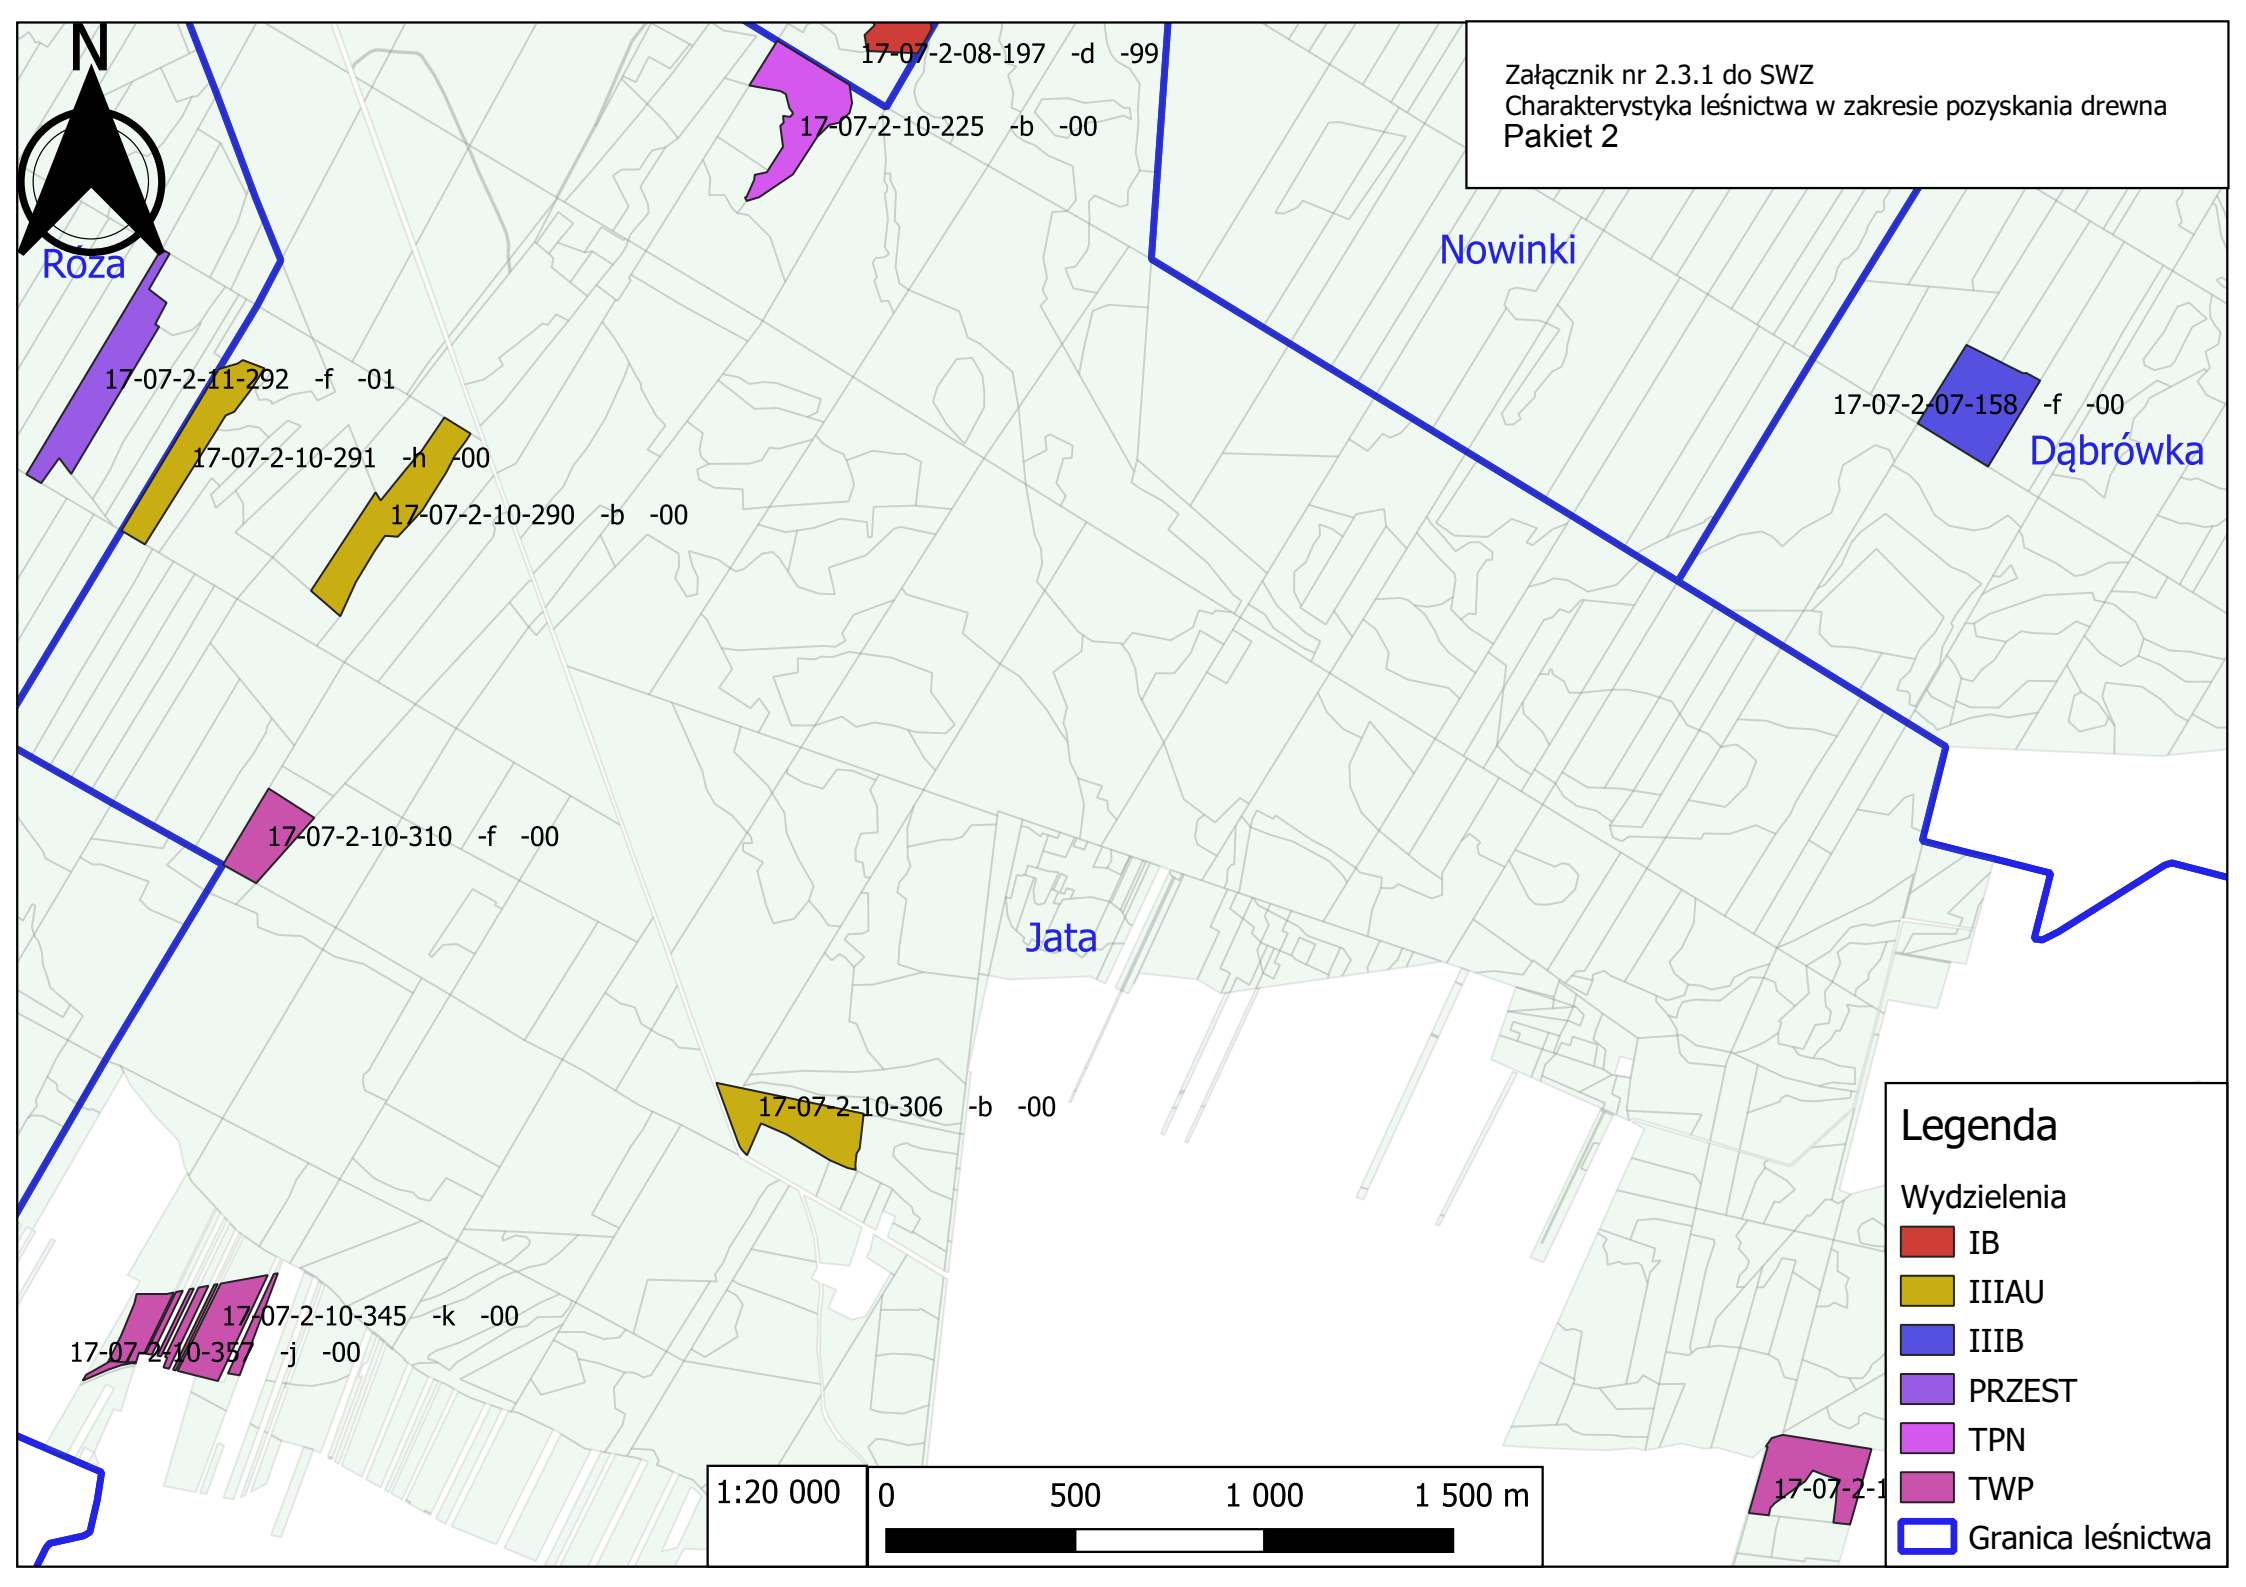 N
17-07-2-08-197 -d -99
Załącznik nr 2.3.1 do SWZ
Charakterystyka leśnictwa w zakresie pozyskania drewna
Pakiet 2
17-07-2-10-225 -b -00
Nowinki
Róza
17-07-2-11-292 -f -01
17-07-2-07-158 -f -00
Dąbrówka
17-07-2-10-291 -h -00
17-07-2-10-290 -b -00
17-07-2-10-310 -f -00
Jata
17-07-2-10-306 -b -00
17-07-2-10-345 -k -00
17-07-2-10-357 -j -00
17-07-2-1
Legenda
Wydzielenia
IB
IIIAU
IIIB
PRZEST
TPN
TWP
Granica leśnictwa
1:20 000
0 500 1 000 1 500 m